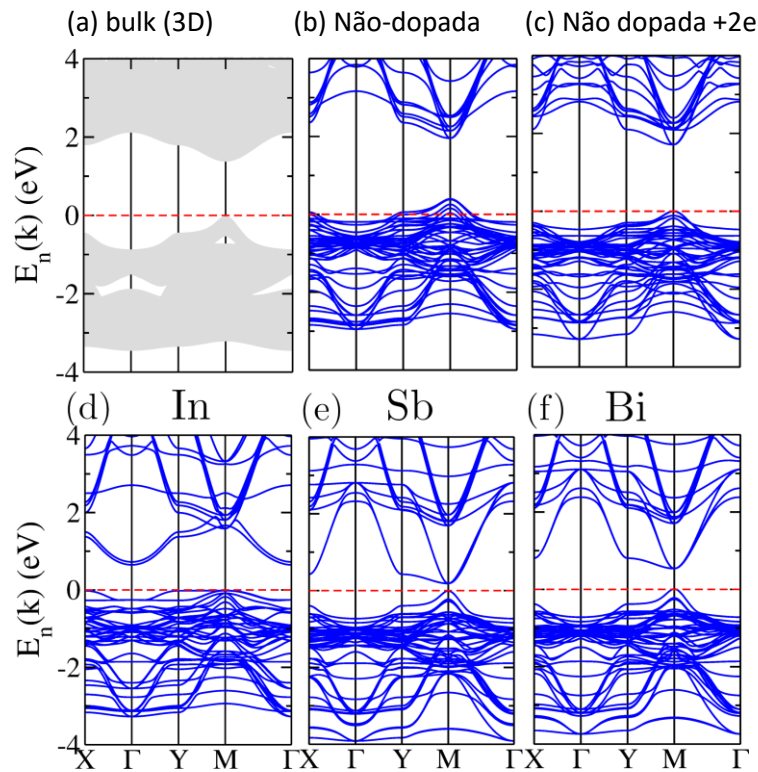 (a) bulk (3D)
(b) Não-dopada
(c) Não dopada +2e
4
2
0
-2
-4
E_n(k) (eV)
(d) In
(e) Sb
(f) Bi
4
2
0
-2
-4
E_n(k) (eV)
X Γ Y M Γ
X Γ Y M Γ
X Γ Y M Γ